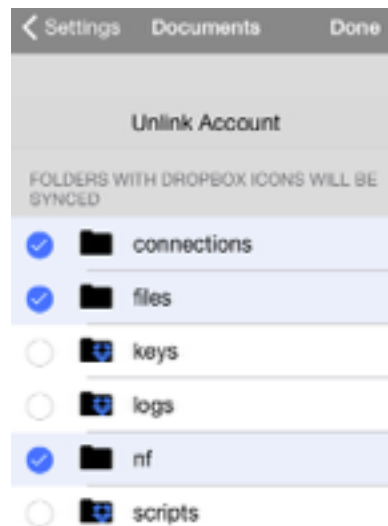 Settings Documents Done
Unlink Account
FOLDERS WITH DROPBOX ICONS WILL BE
SYNCED
connections
files
keys
logs
nf
scripts